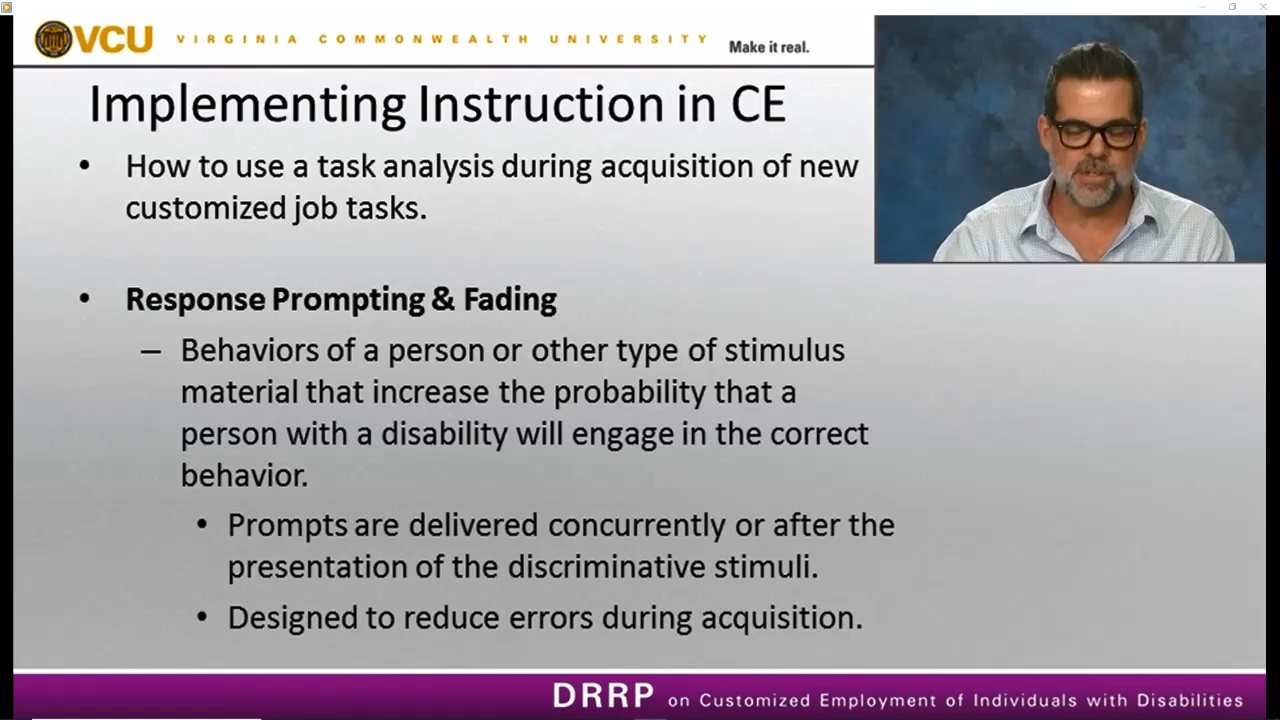 VCU VIRGINIA COMMONWEALTH UNIVERSITY Make it real.
Implementing Instruction in CE
• How to use a task analysis during acquisition of new
customized job tasks.
• Response Prompting & Fading
– Behaviors of a person or other type of stimulus
material that increase the probability that a
person with a disability will engage in the correct
behavior.
• Prompts are delivered concurrently or after the
presentation of the discriminative stimuli.
• Designed to reduce errors during acquisition.
DRRP on Customized Employment of Individuals with Disabilities